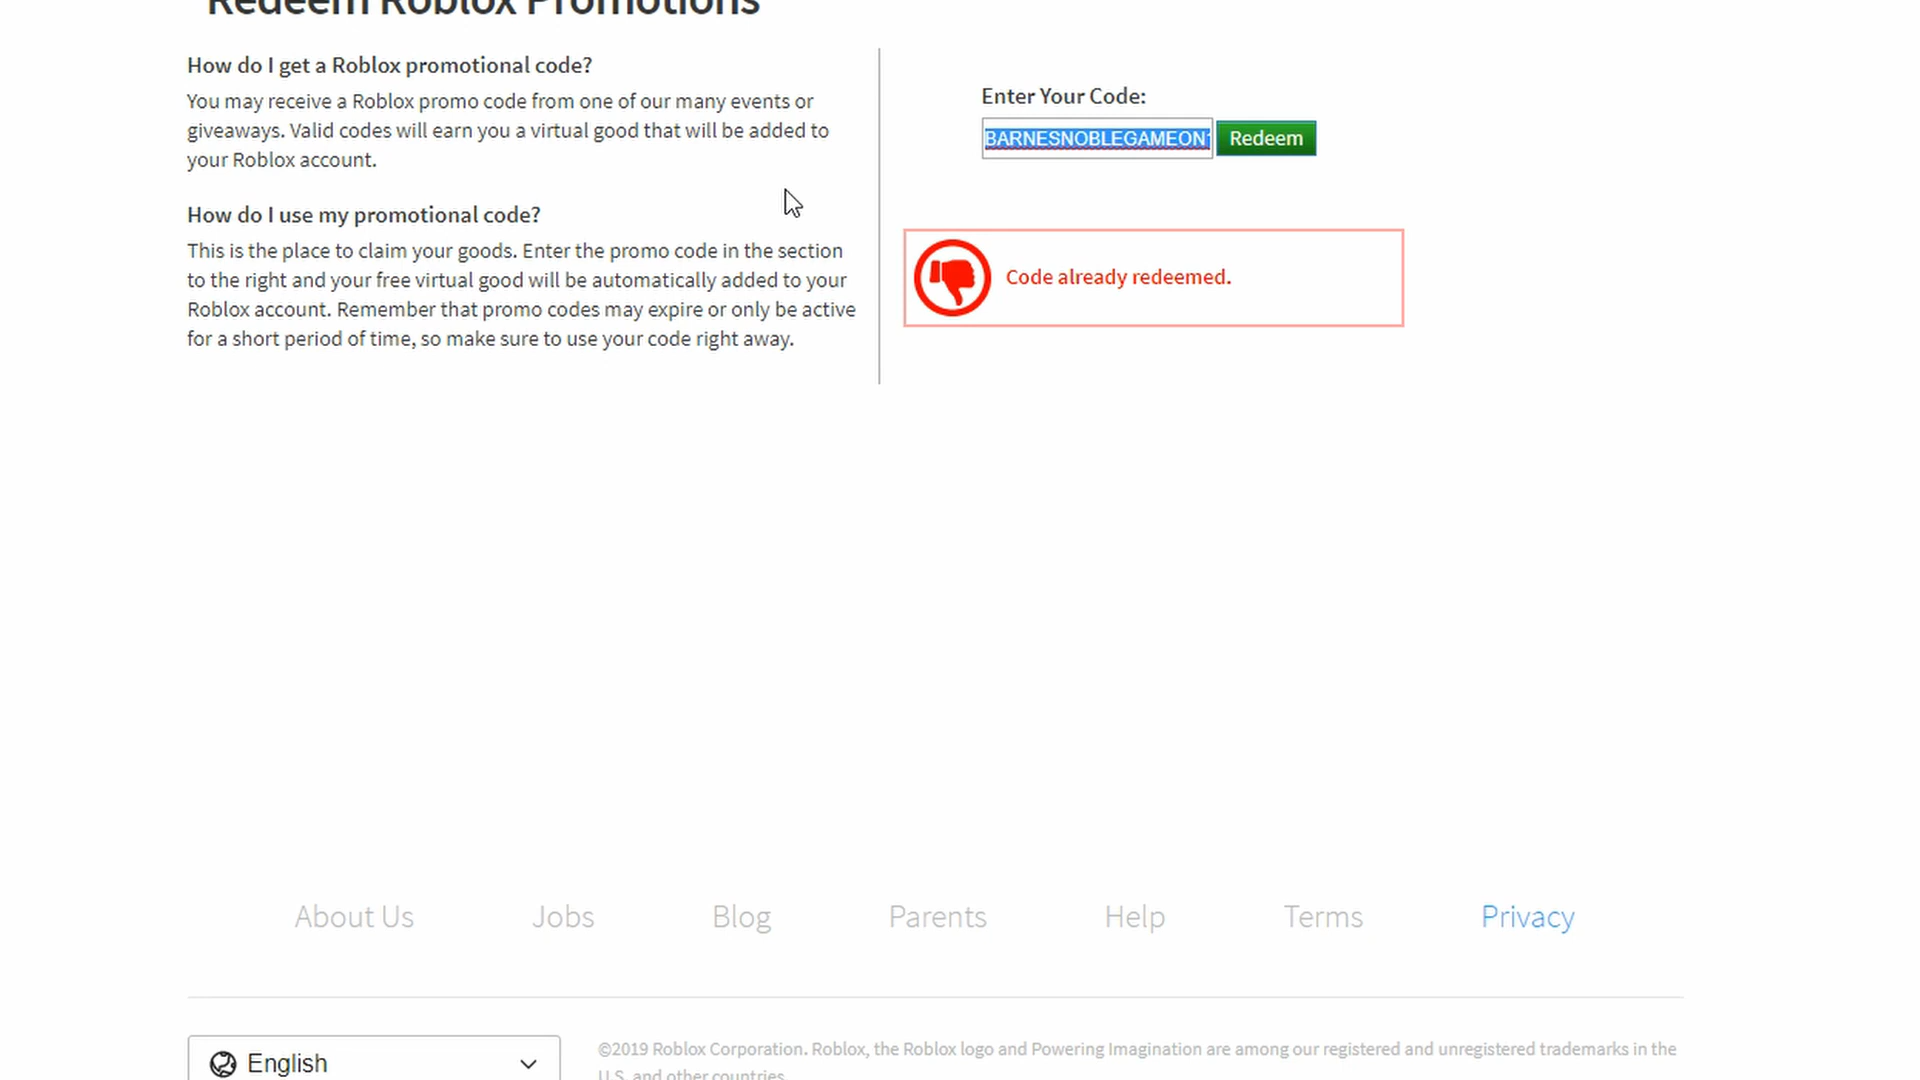 Redeem Roblox Promotions
How do I get a Roblox promotional code?
You may receive a Roblox promo code from one of our many events or
giveaways. Valid codes will earn you a virtual good that will be added to
your Roblox account.
How do I use my promotional code?
This is the place to claim your goods. Enter the promo code in the section
to the right and your free virtual good will be automatically added to your
Roblox account. Remember that promo codes may expire or only be active
for a short period of time, so make sure to use your code right away.
Enter Your Code:
BARNESNOBLEGAMEON Redeem
Code already redeemed.
About Us Jobs Blog Parents Help Terms Privacy
English
©2019 Roblox Corporation. Roblox, the Roblox logo and Powering Imagination are among our registered and unregistered trademarks in the
U.S. and other countries.